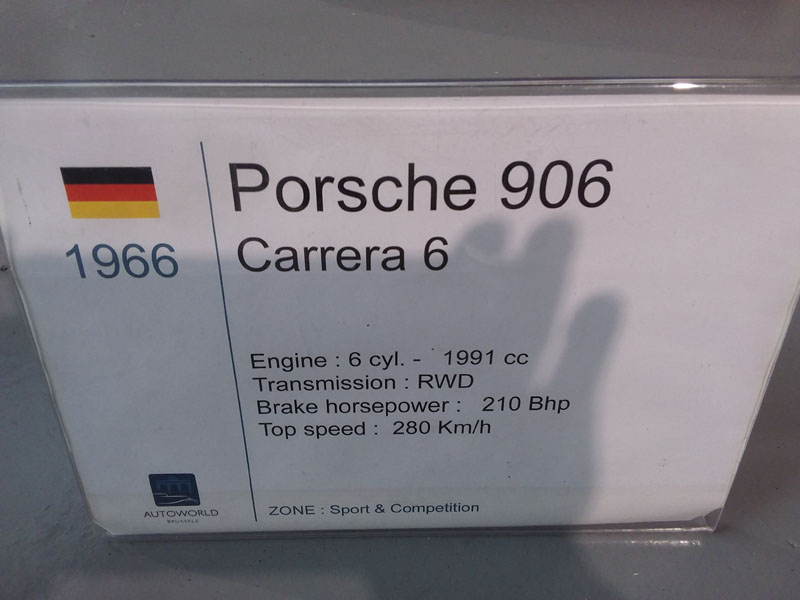 Porsche 906
1966
Carrera 6
Engine : 6 cyl. - 1991 cc
Transmission : RWD
Brake horsepower : 210 Bhp
Top speed : 280 Km/h
AUTOWORLD
BRUSSELS
ZONE : Sport & Competition